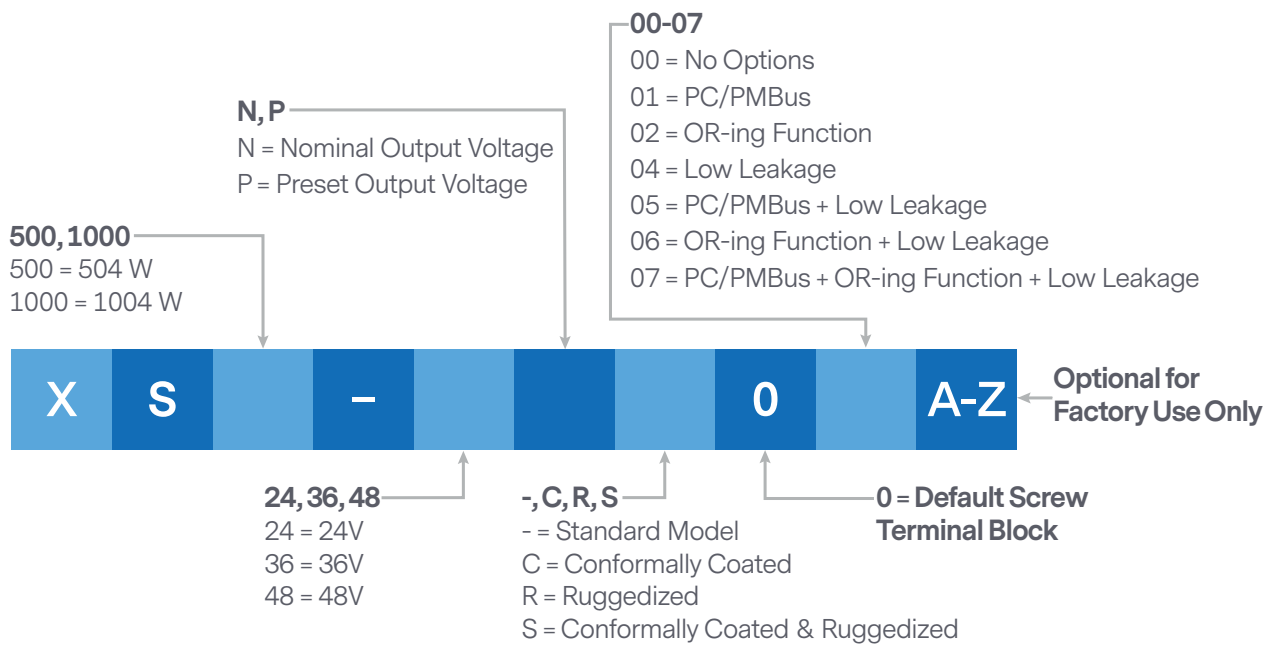 00-07
00 = No Options
01 = PC/PMBus
02 = OR-ing Function
04 = Low Leakage
05 = PC/PMBus + Low Leakage
06 = OR-ing Function + Low Leakage
07 = PC/PMBus + OR-ing Function + Low Leakage
N, P
N = Nominal Output Voltage
P = Preset Output Voltage
500, 1000
500 = 504 W
1000 = 1004 W
X S – 0 A-Z
Optional for
Factory Use Only
24, 36, 48
24 = 24V
36 = 36V
48 = 48V
-, C, R, S
- = Standard Model
C = Conformally Coated
R = Ruggedized
S = Conformally Coated & Ruggedized
0 = Default Screw
Terminal Block